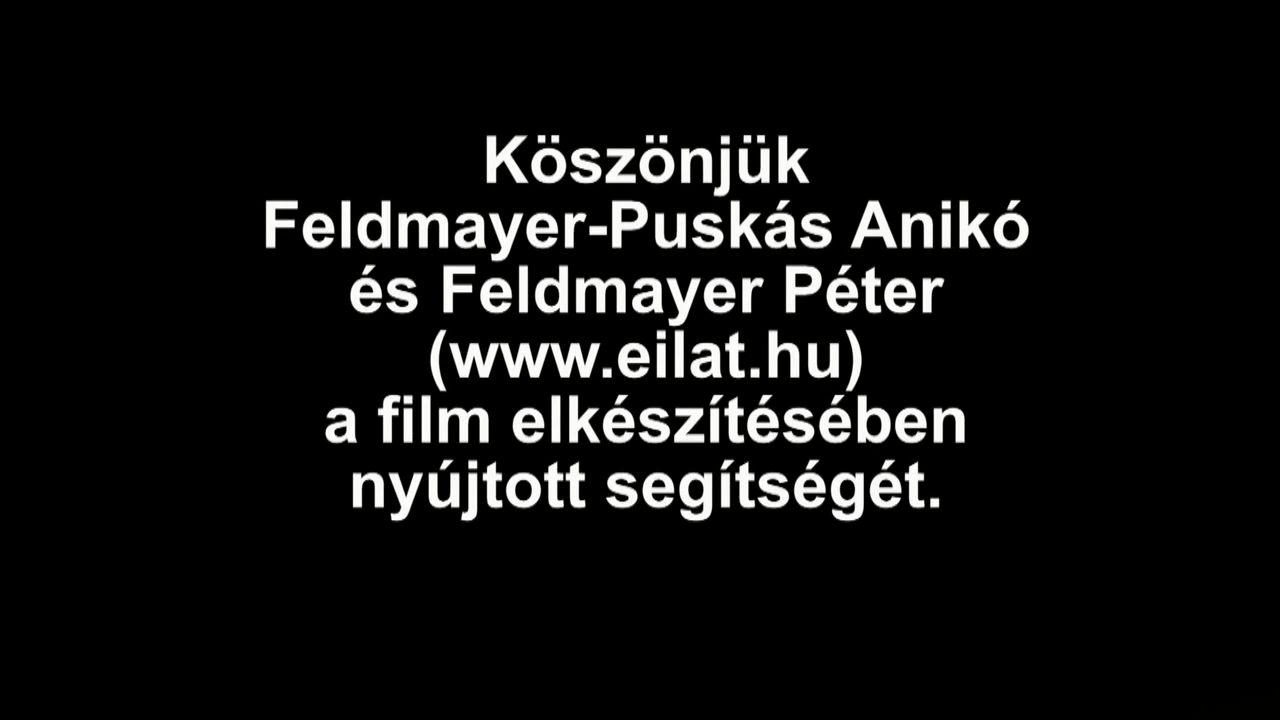 Köszönjük
Feldmayer-Puskás Anikó
és Feldmayer Péter
(www.eilat.hu)
a film elkészítésében
nyújtott segítségét.